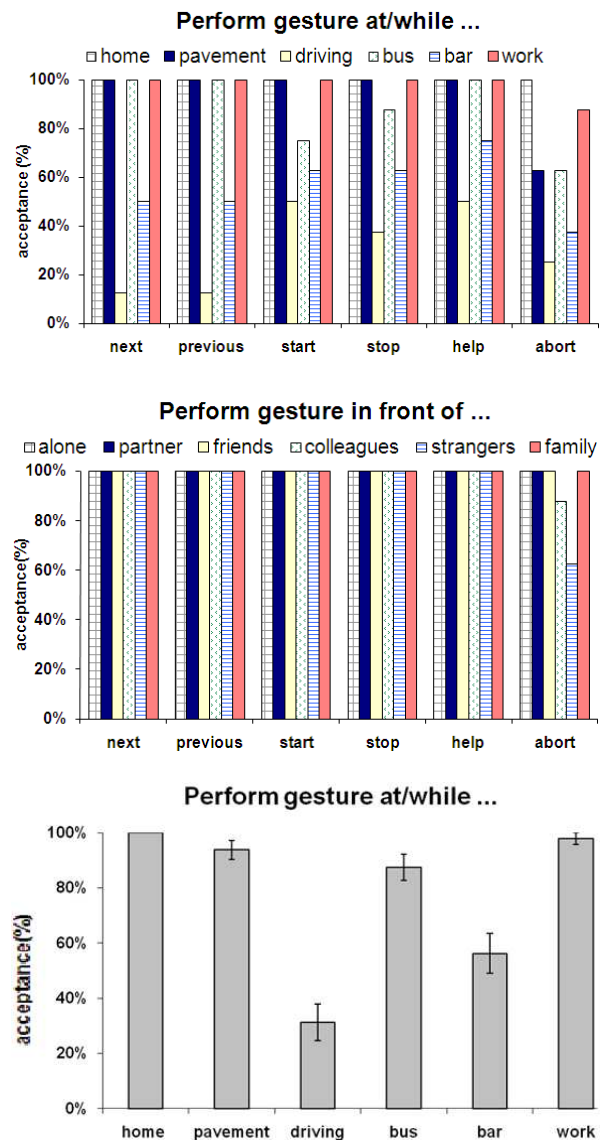 Perform gesture at/while ...
home pavement driving bus bar work
100%
80%
60%
40%
20%
0%
acceptance (%)
next previous start stop help abort
Perform gesture in front of ...
alone partner friends colleagues strangers family
100%
80%
60%
40%
20%
0%
acceptance(%)
next previous start stop help abort
Perform gesture at/while ...
100%
80%
60%
40%
20%
0%
acceptance(%)
home pavement driving bus bar work